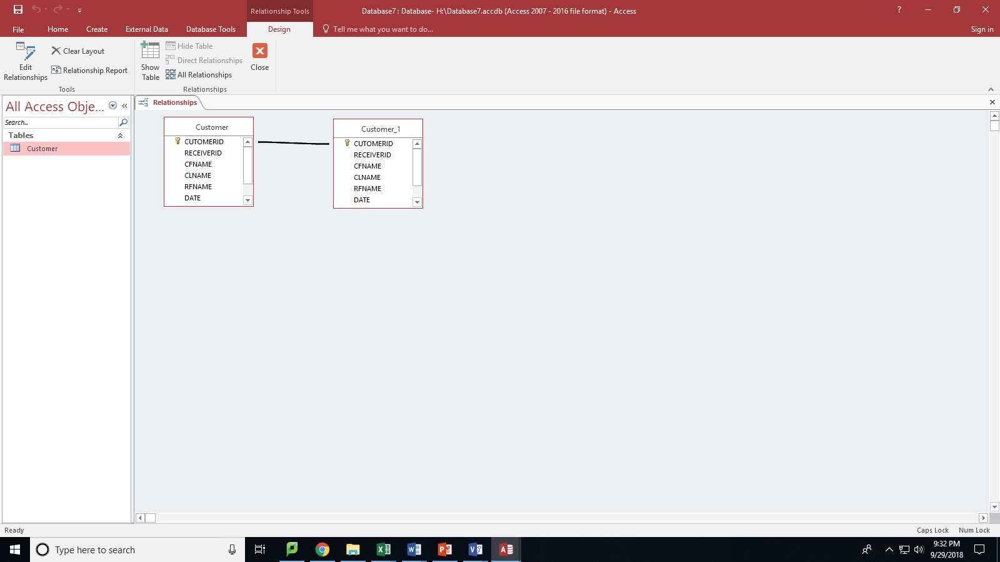 Relationship Tools
Database7 : Database- H:\Database7.accdb (Access 2007 - 2016 file format) - Access
?
File Home Create External Data Database Tools Design Tell me what you want to do... Sign in
Edit Relationships
Clear Layout
Relationship Report
Tools
Show Table
Hide Table
Direct Relationships
All Relationships
Close
Relationships
All Access Obje... «
Search...
Tables
Customer
Relationships
Customer
CUTOMERID
RECEIVERID
CFNAME
CLNAME
RFNAME
DATE
Customer_1
CUTOMERID
RECEIVERID
CFNAME
CLNAME
RFNAME
DATE
Ready Caps Lock Num Lock
Type here to search
9:32 PM
9/29/2018